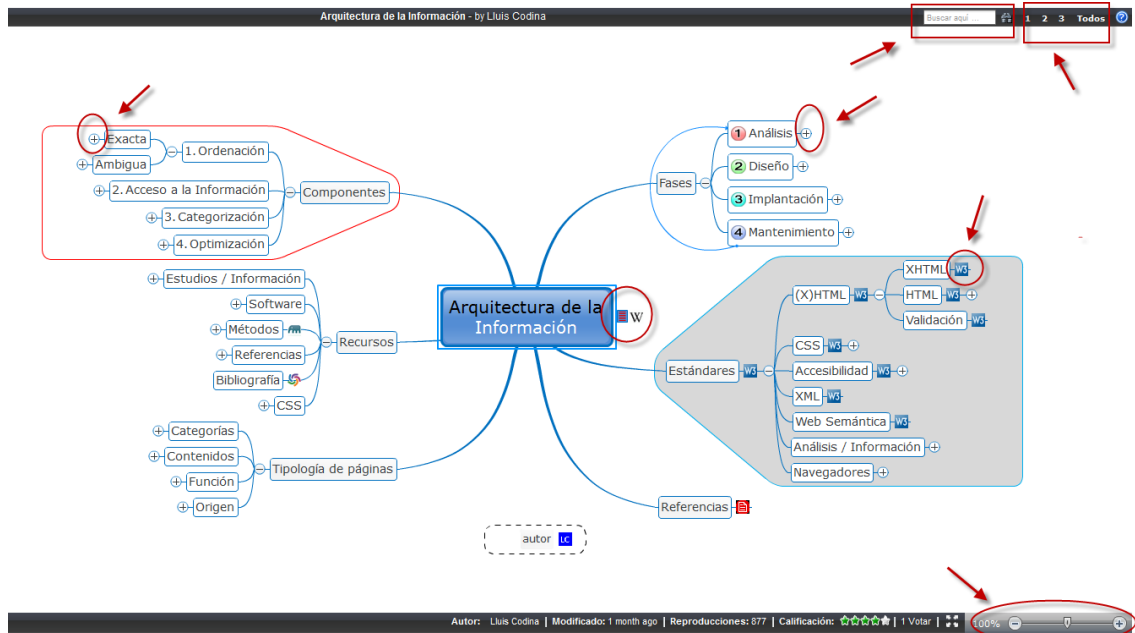 Arquitectura de la Información - by Lluis Codina
Buscar aquí ...
1 2 3 Todos ?
Exacta
Ambigua
1. Ordenación
2. Acceso a la Información
3. Categorización
4. Optimización
Componentes
1 Análisis
2 Diseño
3 Implantación
4 Mantenimiento
Fases
Estudios / Información
Software
Métodos
Referencias
Bibliografía
CSS
Recursos
Arquitectura de la
Información
W
XHTML W3
(X)HTML W3
HTML W3
Validación W3
CSS W3
Estándares W3
Accesibilidad W3
XML W3
Web Semántica W3
Análisis / Información
Navegadores
Categorías
Contenidos
Función
Origen
Tipología de páginas
Referencias
autor LC
Autor: Lluis Codina | Modificado: 1 month ago | Reproducciones: 877 | Calificación: | 1 Votar |
100%